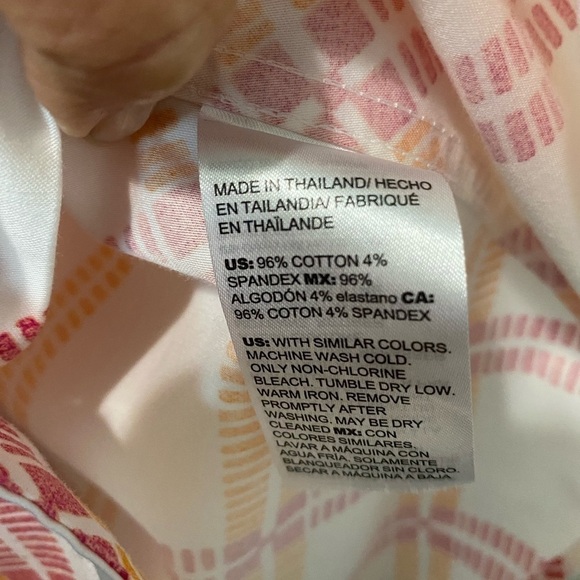 MADE IN THAILAND/ HECHO
EN TAILANDIA/ FABRIQUÉ
EN THAÏLANDE
US: 96% COTTON 4%
SPANDEX MX: 96%
ALGODÓN 4% elastano CA:
96% COTON 4% SPANDEX
US: WITH SIMILAR COLORS.
MACHINE WASH COLD.
ONLY NON-CHLORINE
BLEACH. TUMBLE DRY LOW.
WARM IRON. REMOVE
PROMPTLY AFTER
WASHING. MAY BE DRY
CLEANED MX: CON
COLORES SIMILARES.
LAVAR A MÁQUINA CON
AGUA FRÍA. SOLAMENTE
BLANQUEADOR SIN CLORO.
SECAR A MÁQUINA A BAJA